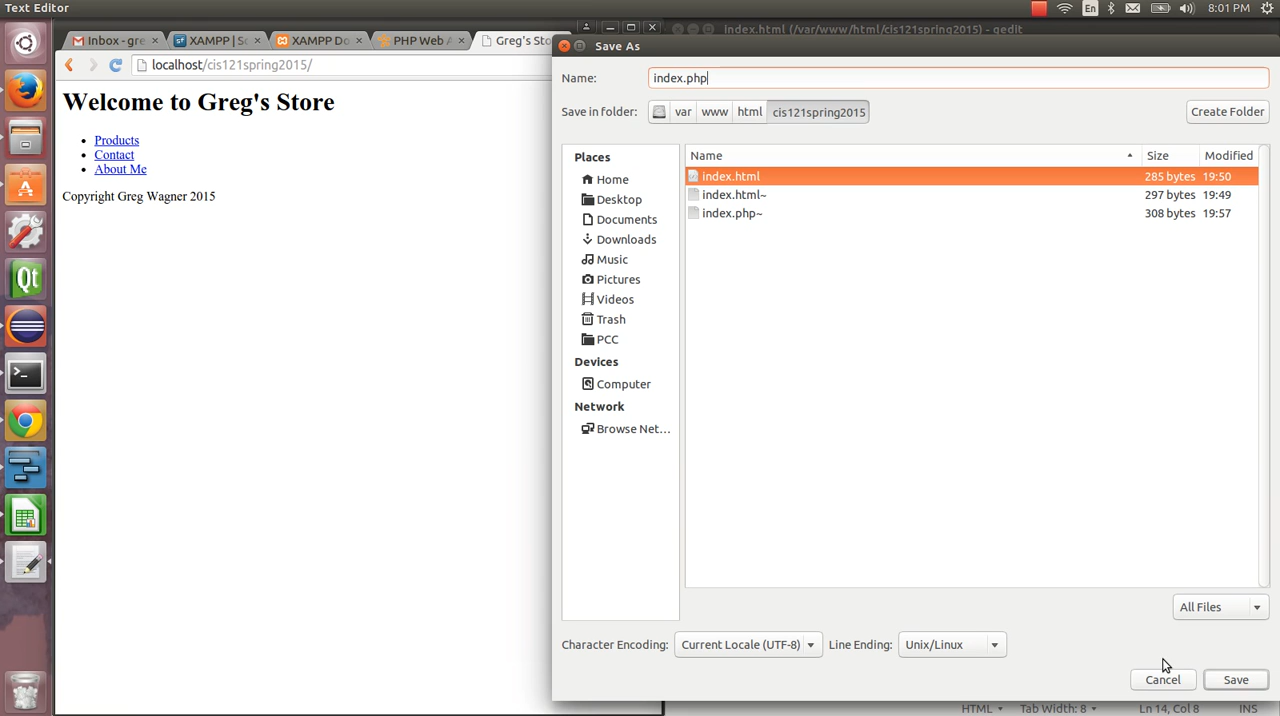 Text Editor
En
8:01 PM
Inbox - gre
XAMPP | Sc
XAMPP Do
PHP Web A
Greg's Sto
index.html (/var/www/html/cis121spring2015) - gedit
localhost/cis121spring2015/
Welcome to Greg's Store
Products
Contact
About Me
Copyright Greg Wagner 2015
Save As
Name:
index.php
Save in folder:
var
www
html
cis121spring2015
Create Folder
Places
Home
Desktop
Documents
Downloads
Music
Pictures
Videos
Trash
PCC
Devices
Computer
Network
Browse Net...
Name Size Modified
index.html 285 bytes 19:50
index.html~ 297 bytes 19:49
index.php~ 308 bytes 19:57
All Files
Character Encoding: Current Locale (UTF-8) Line Ending: Unix/Linux
Cancel Save
HTML Tab Width: 8 Ln 14, Col 8 INS